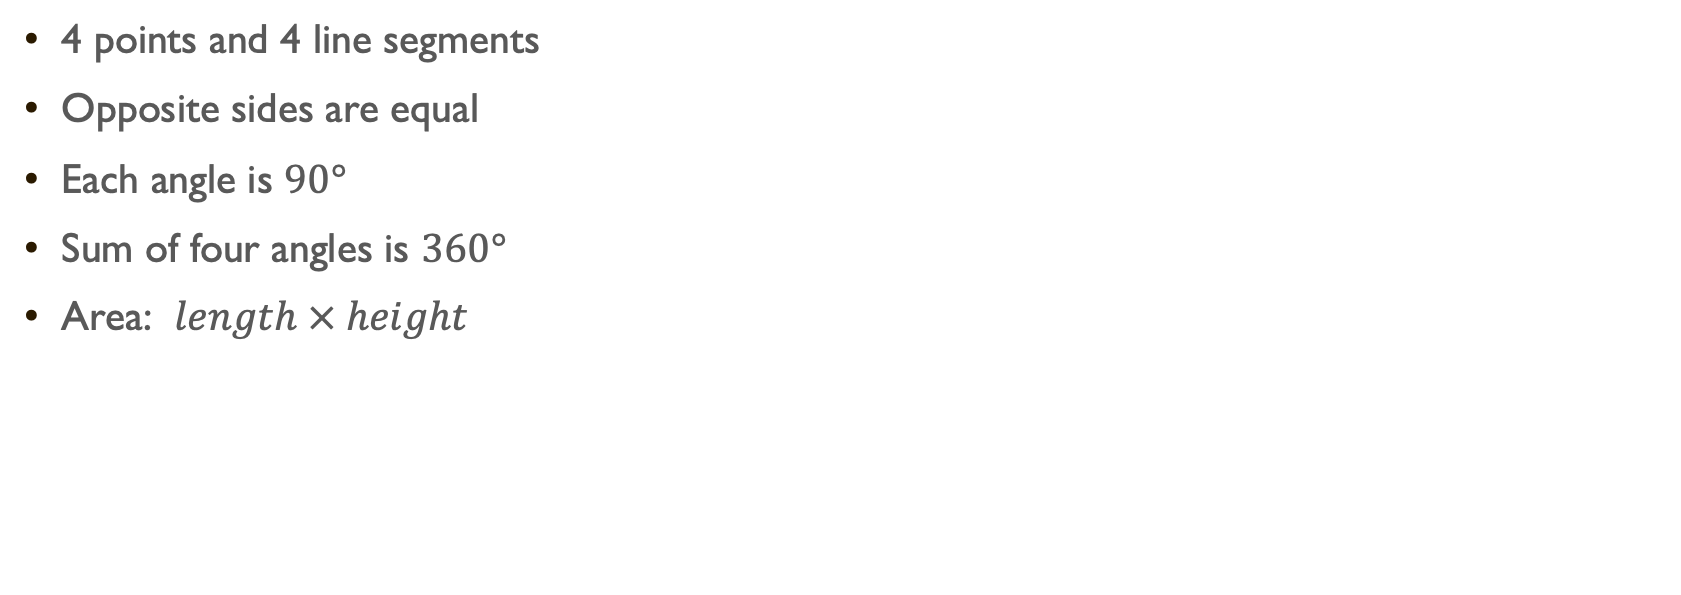 • 4 points and 4 line segments
• Opposite sides are equal
• Each angle is 90°
• Sum of four angles is 360°
• Area: length × height